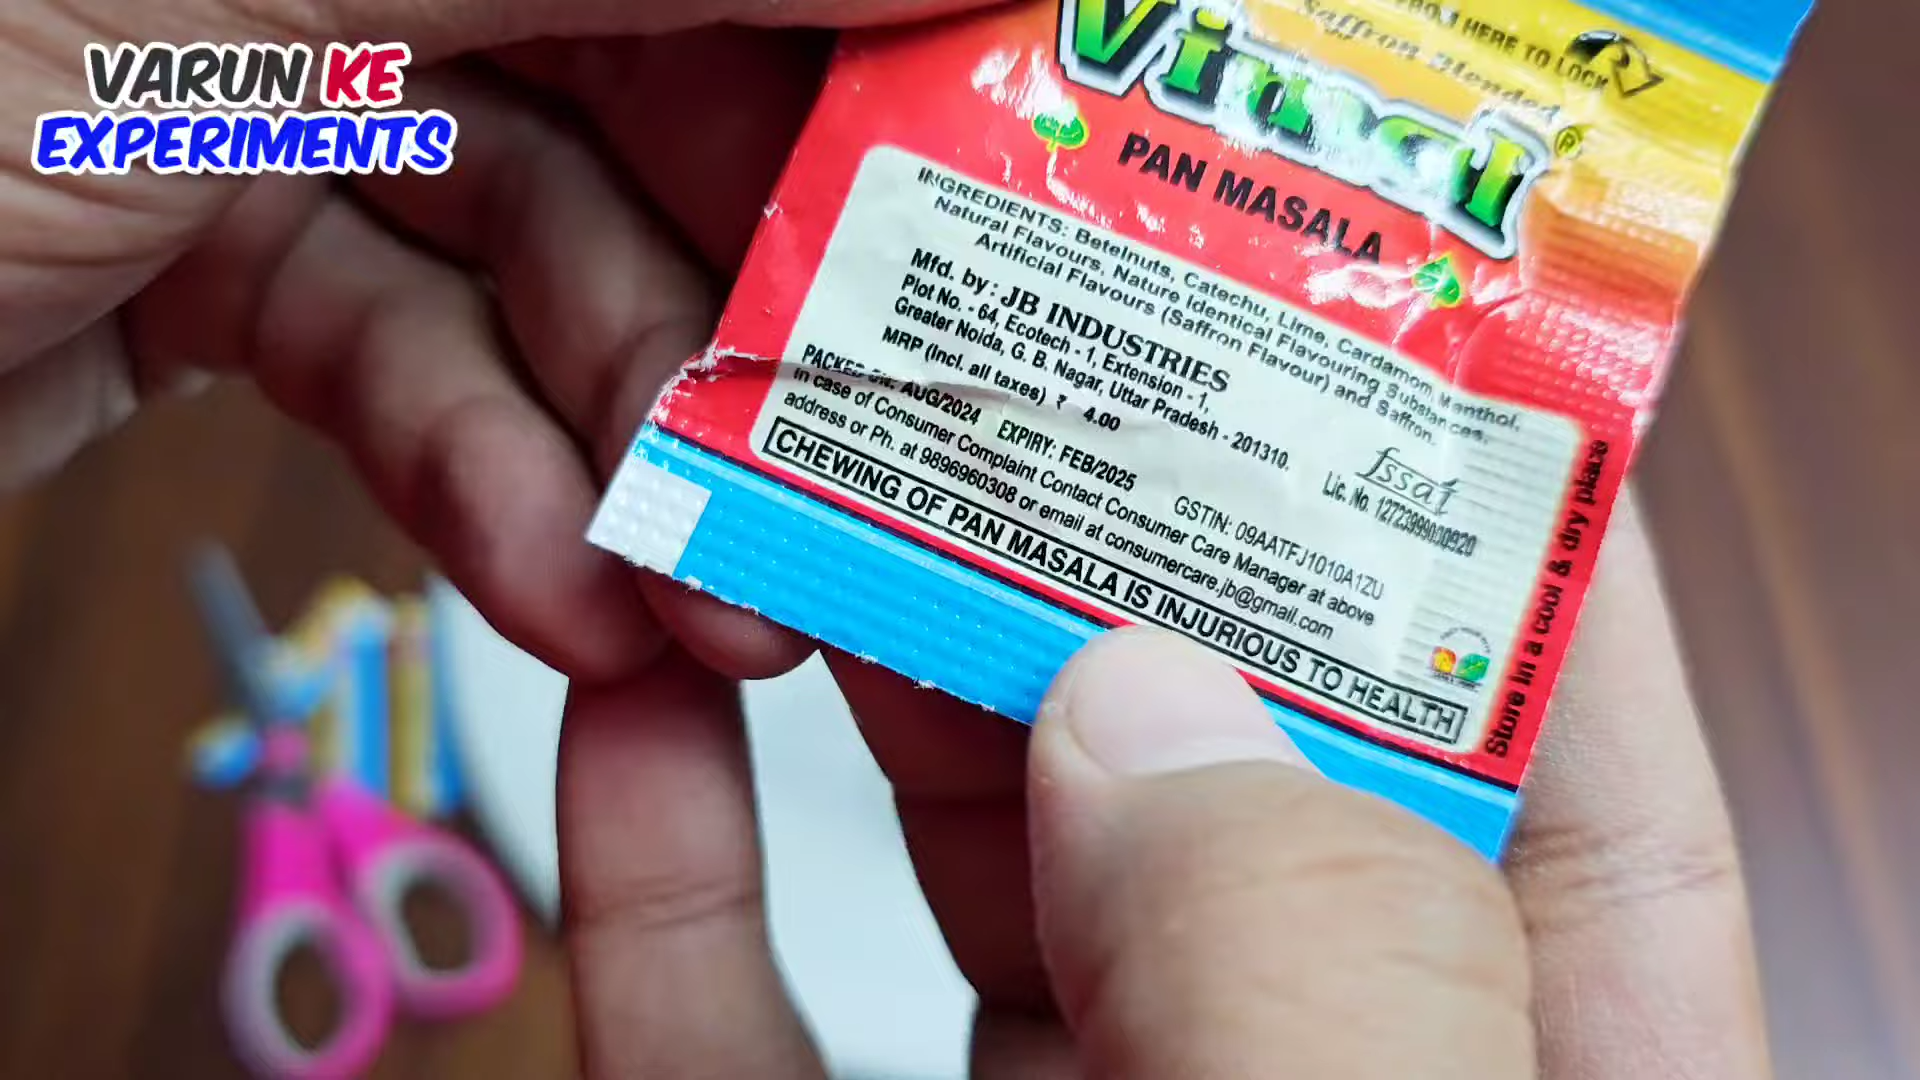 VARUN KE
EXPERIMENTS
HERE TO LOCK
Saffron Blended
Vimal®
PAN MASALA
INGREDIENTS: Betelnuts, Catechu, Lime, Cardamom, Menthol,
Natural Flavours, Nature Identical Flavouring Substances,
Artificial Flavours (Saffron Flavour) and Saffron.
Mfd. by: JB INDUSTRIES
Plot No. - 64, Ecotech - 1, Extension - 1,
Greater Noida, G. B. Nagar, Uttar Pradesh - 201310.
MRP (Incl. all taxes) ₹ 4.00
fssai
Lic. No. 12723999000920
PACKED ON: AUG/2024 EXPIRY: FEB/2025 GSTIN: 09AATFJ1010A1ZU
In case of Consumer Complaint Contact Consumer Care Manager at above
address or Ph. at 9896960308 or email at consumercare.jb@gmail.com
CHEWING OF PAN MASALA IS INJURIOUS TO HEALTH
Store in a cool & dry place